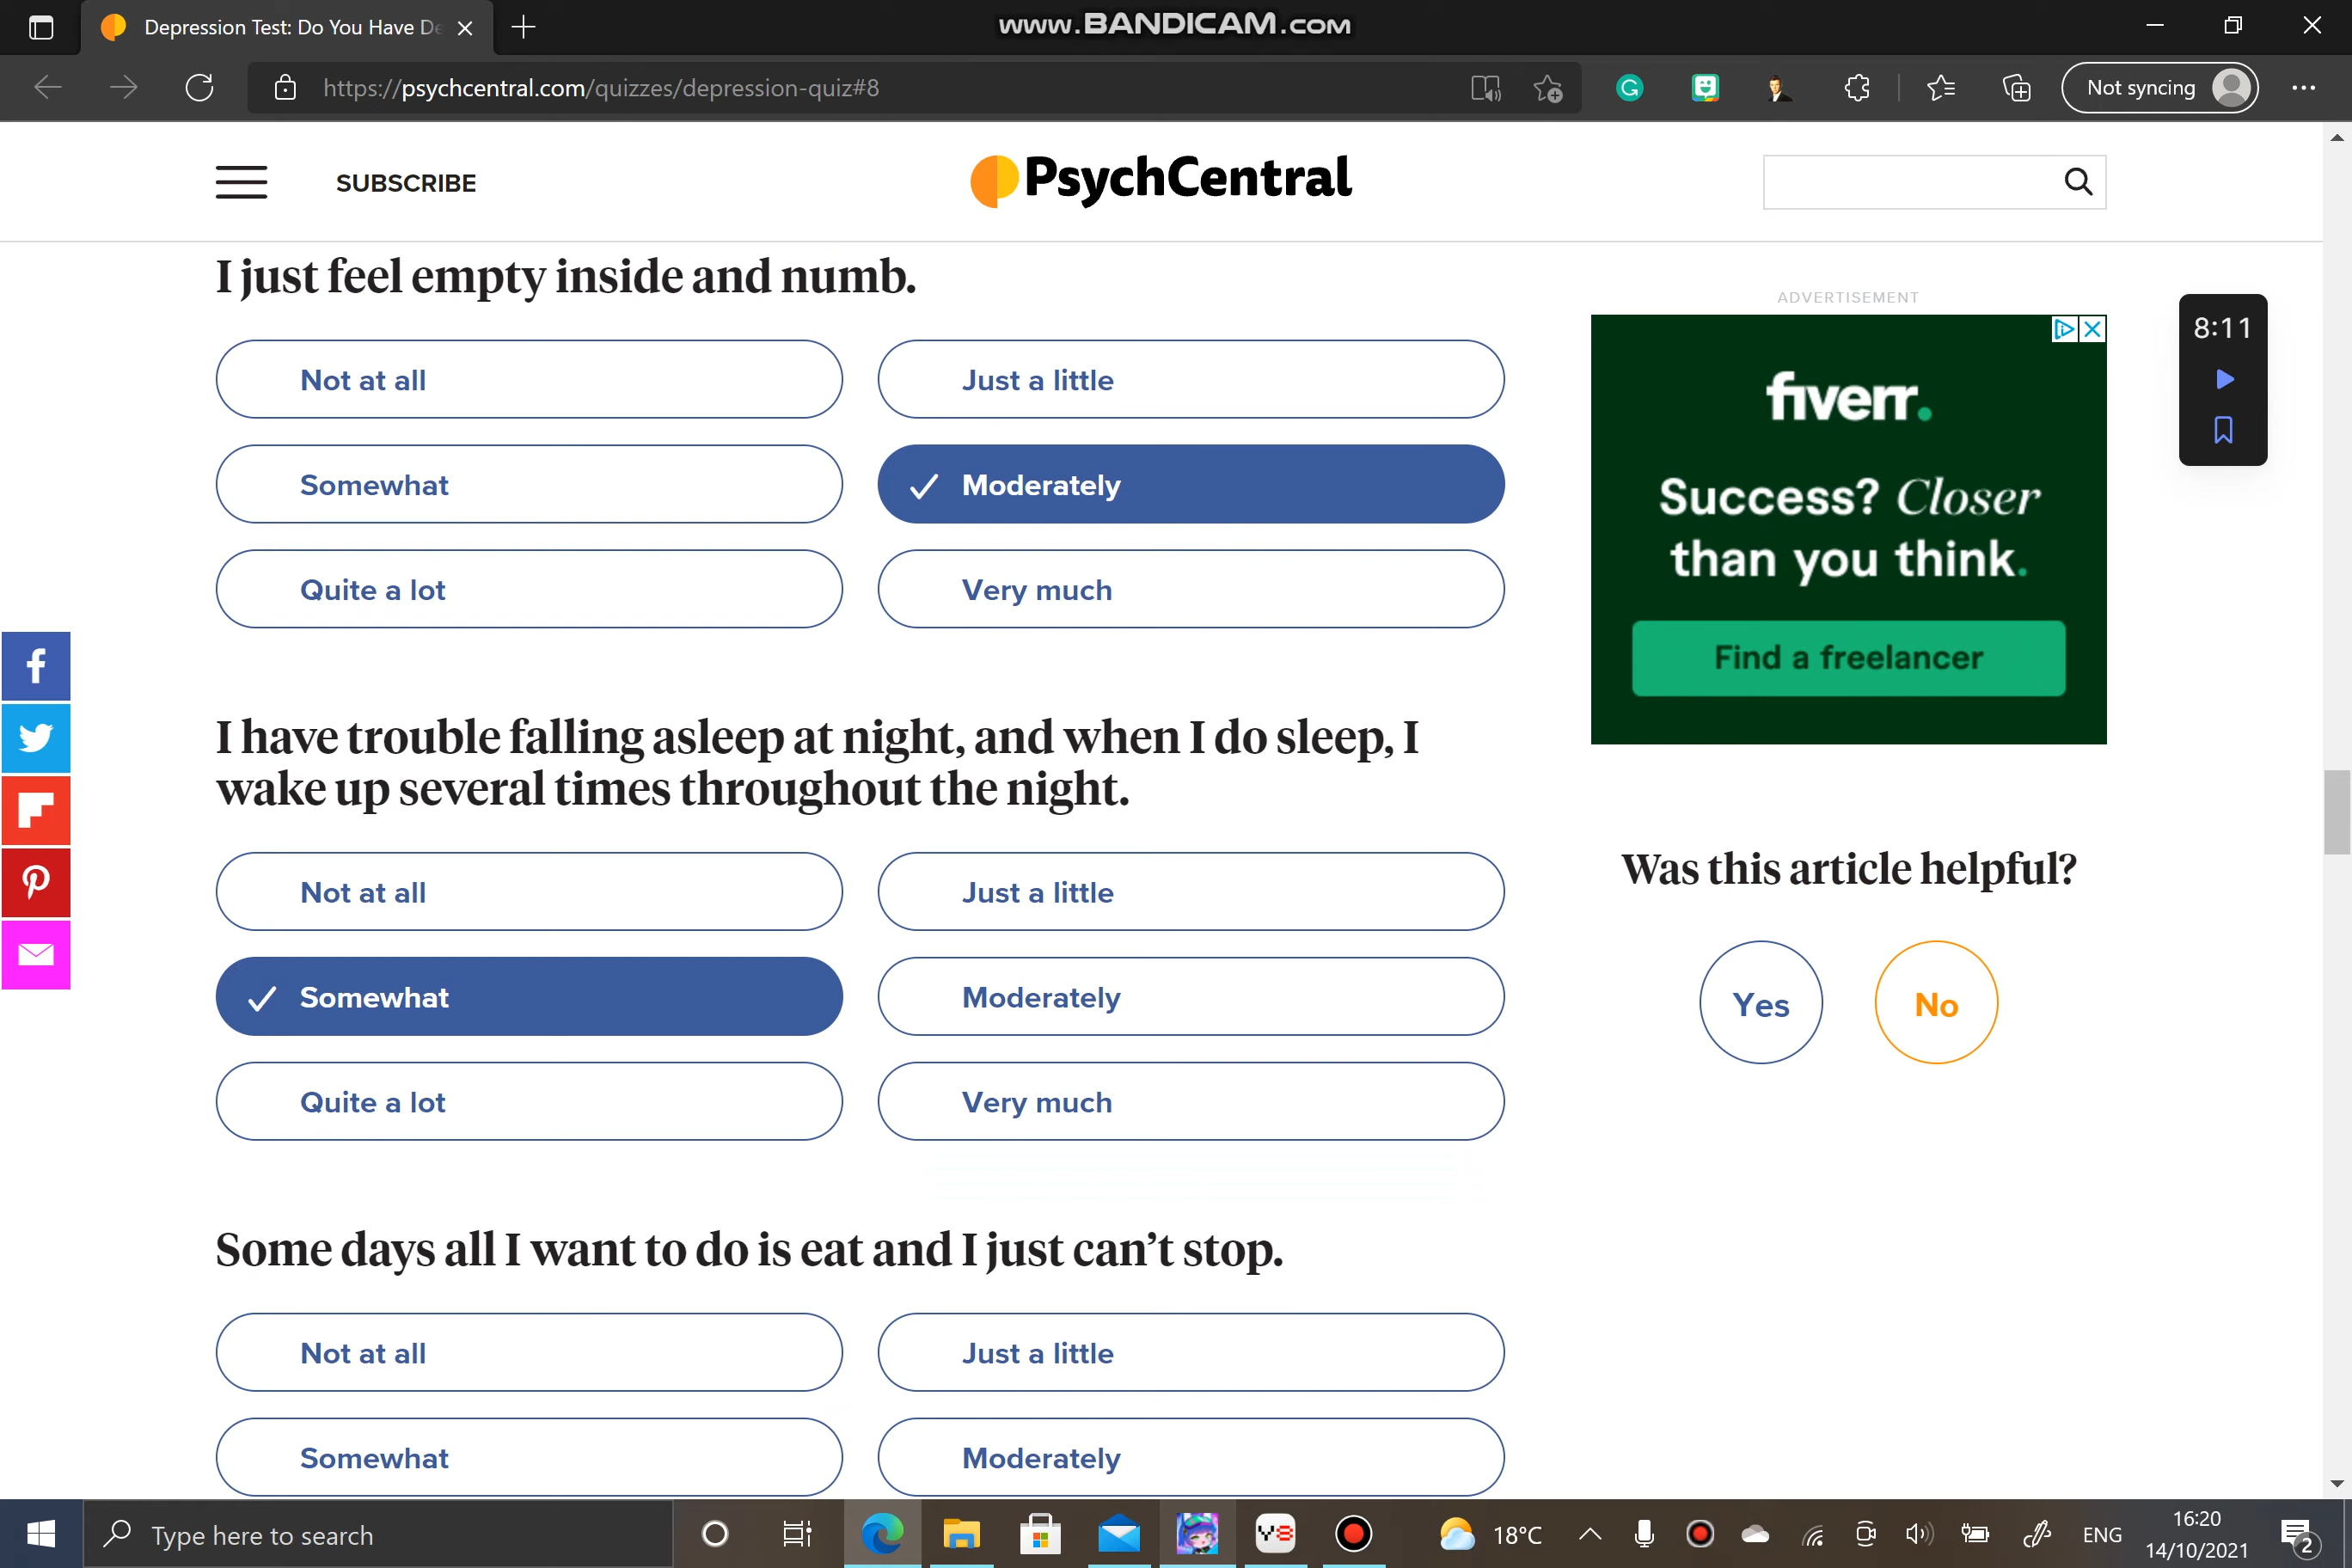 Depression Test: Do You Have De
www.BANDICAM.com
https://psychcentral.com/quizzes/depression-quiz#8
Not syncing
SUBSCRIBE
PsychCentral
I just feel empty inside and numb.
Not at all
Just a little
Somewhat
Moderately
Quite a lot
Very much
ADVERTISEMENT
fiverr.
Success? Closer
than you think.
Find a freelancer
8:11
I have trouble falling asleep at night, and when I do sleep, I
wake up several times throughout the night.
Not at all
Just a little
Somewhat
Moderately
Quite a lot
Very much
Was this article helpful?
Yes
No
Some days all I want to do is eat and I just can’t stop.
Not at all
Just a little
Somewhat
Moderately
Type here to search
18°C
ENG
16:20
14/10/2021
2